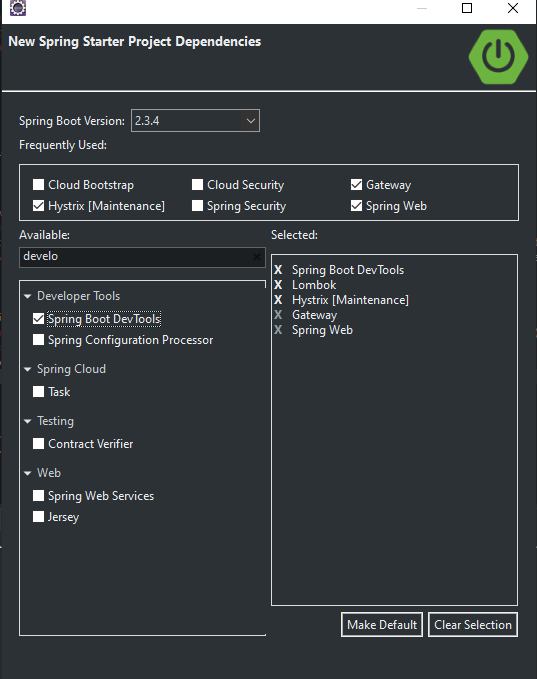 New Spring Starter Project Dependencies
Spring Boot Version: 2.3.4
Frequently Used:
Cloud Bootstrap Cloud Security Gateway
Hystrix [Maintenance] Spring Security Spring Web
Available: Selected:
develo
Spring Boot DevTools
Lombok
Hystrix [Maintenance]
Gateway
Spring Web
Developer Tools
Spring Boot DevTools
Spring Configuration Processor
Spring Cloud
Task
Testing
Contract Verifier
Web
Spring Web Services
Jersey
Make Default Clear Selection